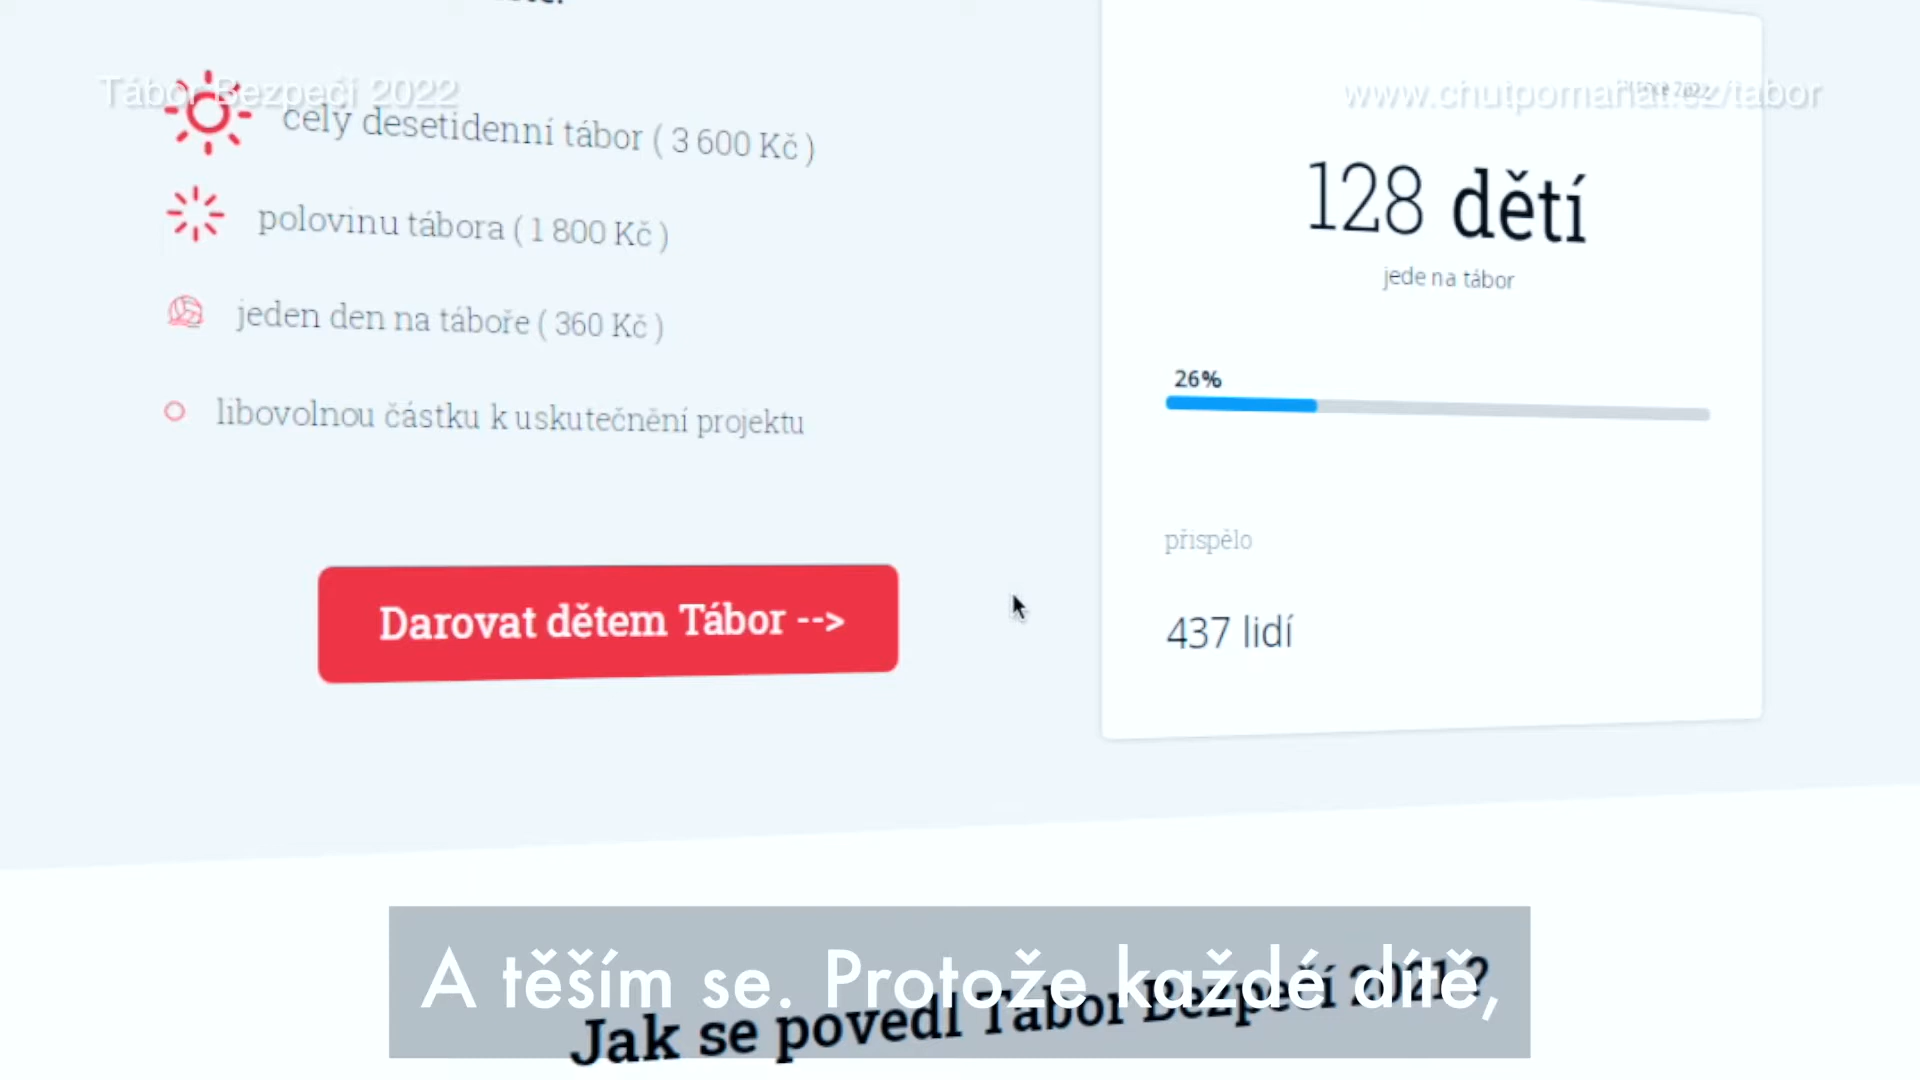 Tábor Bezpečí 2022
www.chutpomahat.cz/tabor
celý desetidenní tábor ( 3 600 Kč )
polovinu tábora ( 1 800 Kč )
jeden den na táboře ( 360 Kč )
libovolnou částku k uskutečnění projektu
Darovat dětem Tábor -->
128 dětí
jede na tábor
26%
přispělo
437 lidí
A těším se. Protože každé dítě,
Jak se povedl Tábor Bezpečí 2021?